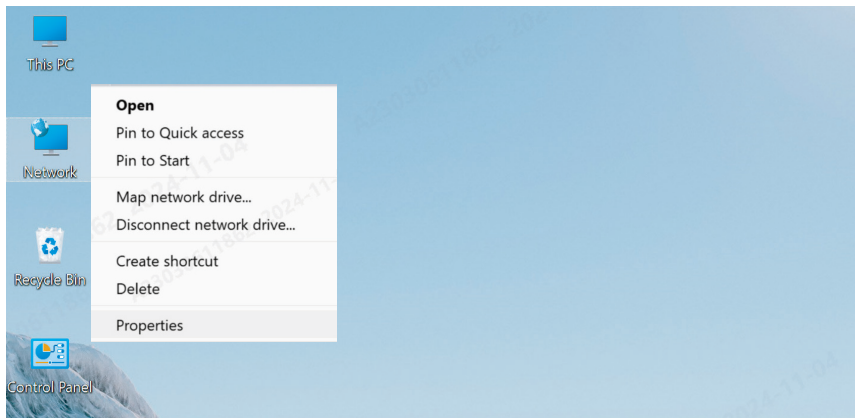 This PC
Network
Recycle Bin
Control Panel
Open
Pin to Quick access
Pin to Start
Map network drive...
Disconnect network drive...
Create shortcut
Delete
Properties